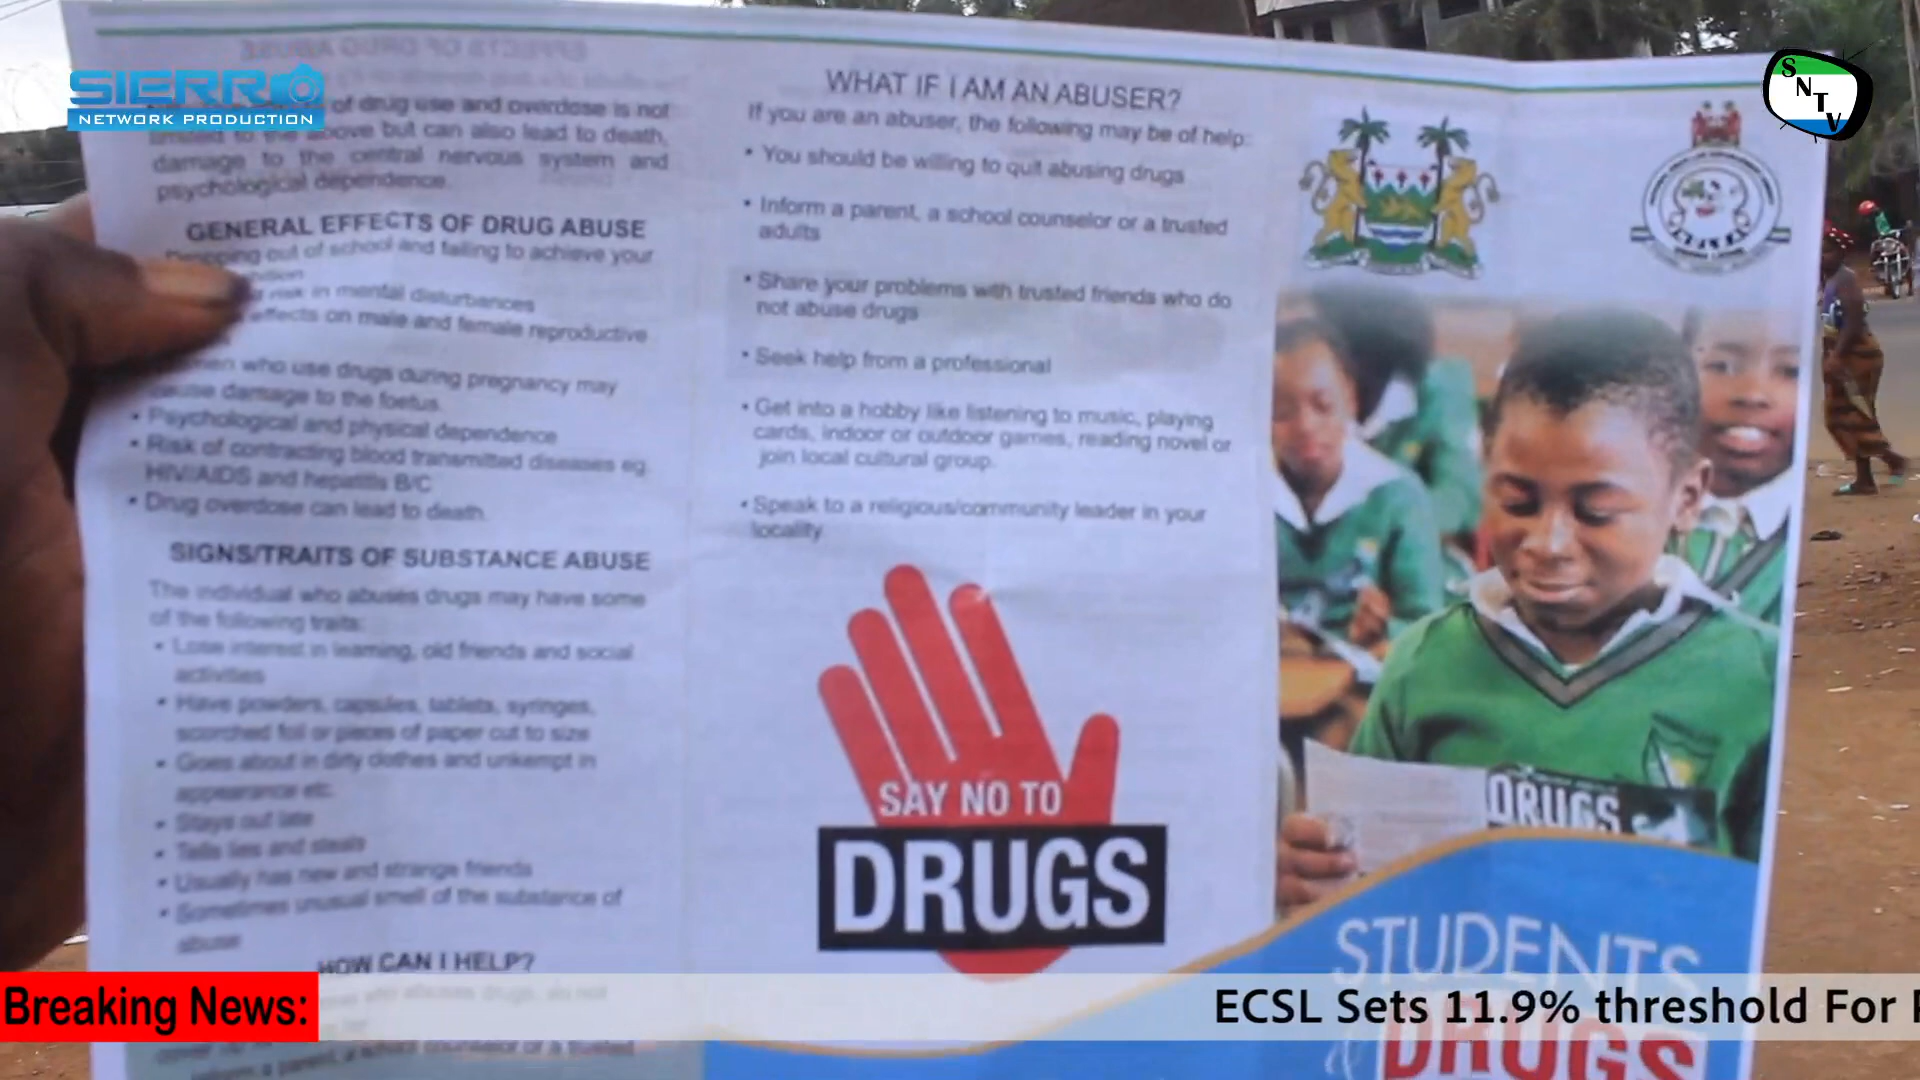 SIERRO
NETWORK PRODUCTION
SNTV
of drug use and overdose is not
limited to the above but can also lead to death,
damage to the central nervous system and
psychological dependence.
GENERAL EFFECTS OF DRUG ABUSE
Dropping out of school and failing to achieve your
risk in mental disturbances
effects on male and female reproductive
who use drugs during pregnancy may
cause damage to the foetus.
• Psychological and physical dependence
• Risk of contracting blood transmitted diseases eg
HIV/AIDS and hepatitis B/C
• Drug overdose can lead to death.
SIGNS/TRAITS OF SUBSTANCE ABUSE
The individual who abuses drugs may have some
of the following traits:
• Lose interest in learning, old friends and social
activities
• Have powders, capsules, tablets, syringes,
scorched foil or pieces of paper cut to size
• Goes about in dirty clothes and unkempt in
appearance etc.
• Stays out late
• Tells lies and steals
• Usually has new and strange friends
• Sometimes unusual smell of the substance of
abuse
HOW CAN I HELP?
who abuses drugs, do not
inform a parent, a school counselor or a trusted
WHAT IF I AM AN ABUSER?
If you are an abuser, the following may be of help:
• You should be willing to quit abusing drugs
• Inform a parent, a school counselor or a trusted
adults
• Share your problems with trusted friends who do
not abuse drugs
• Seek help from a professional
• Get into a hobby like listening to music, playing
cards, indoor or outdoor games, reading novel or
join local cultural group.
• Speak to a religious/community leader in your
locality
SAY NO TO
DRUGS
DRUGS
STUDENTS
& DRUGS
Breaking News:
ECSL Sets 11.9% threshold For